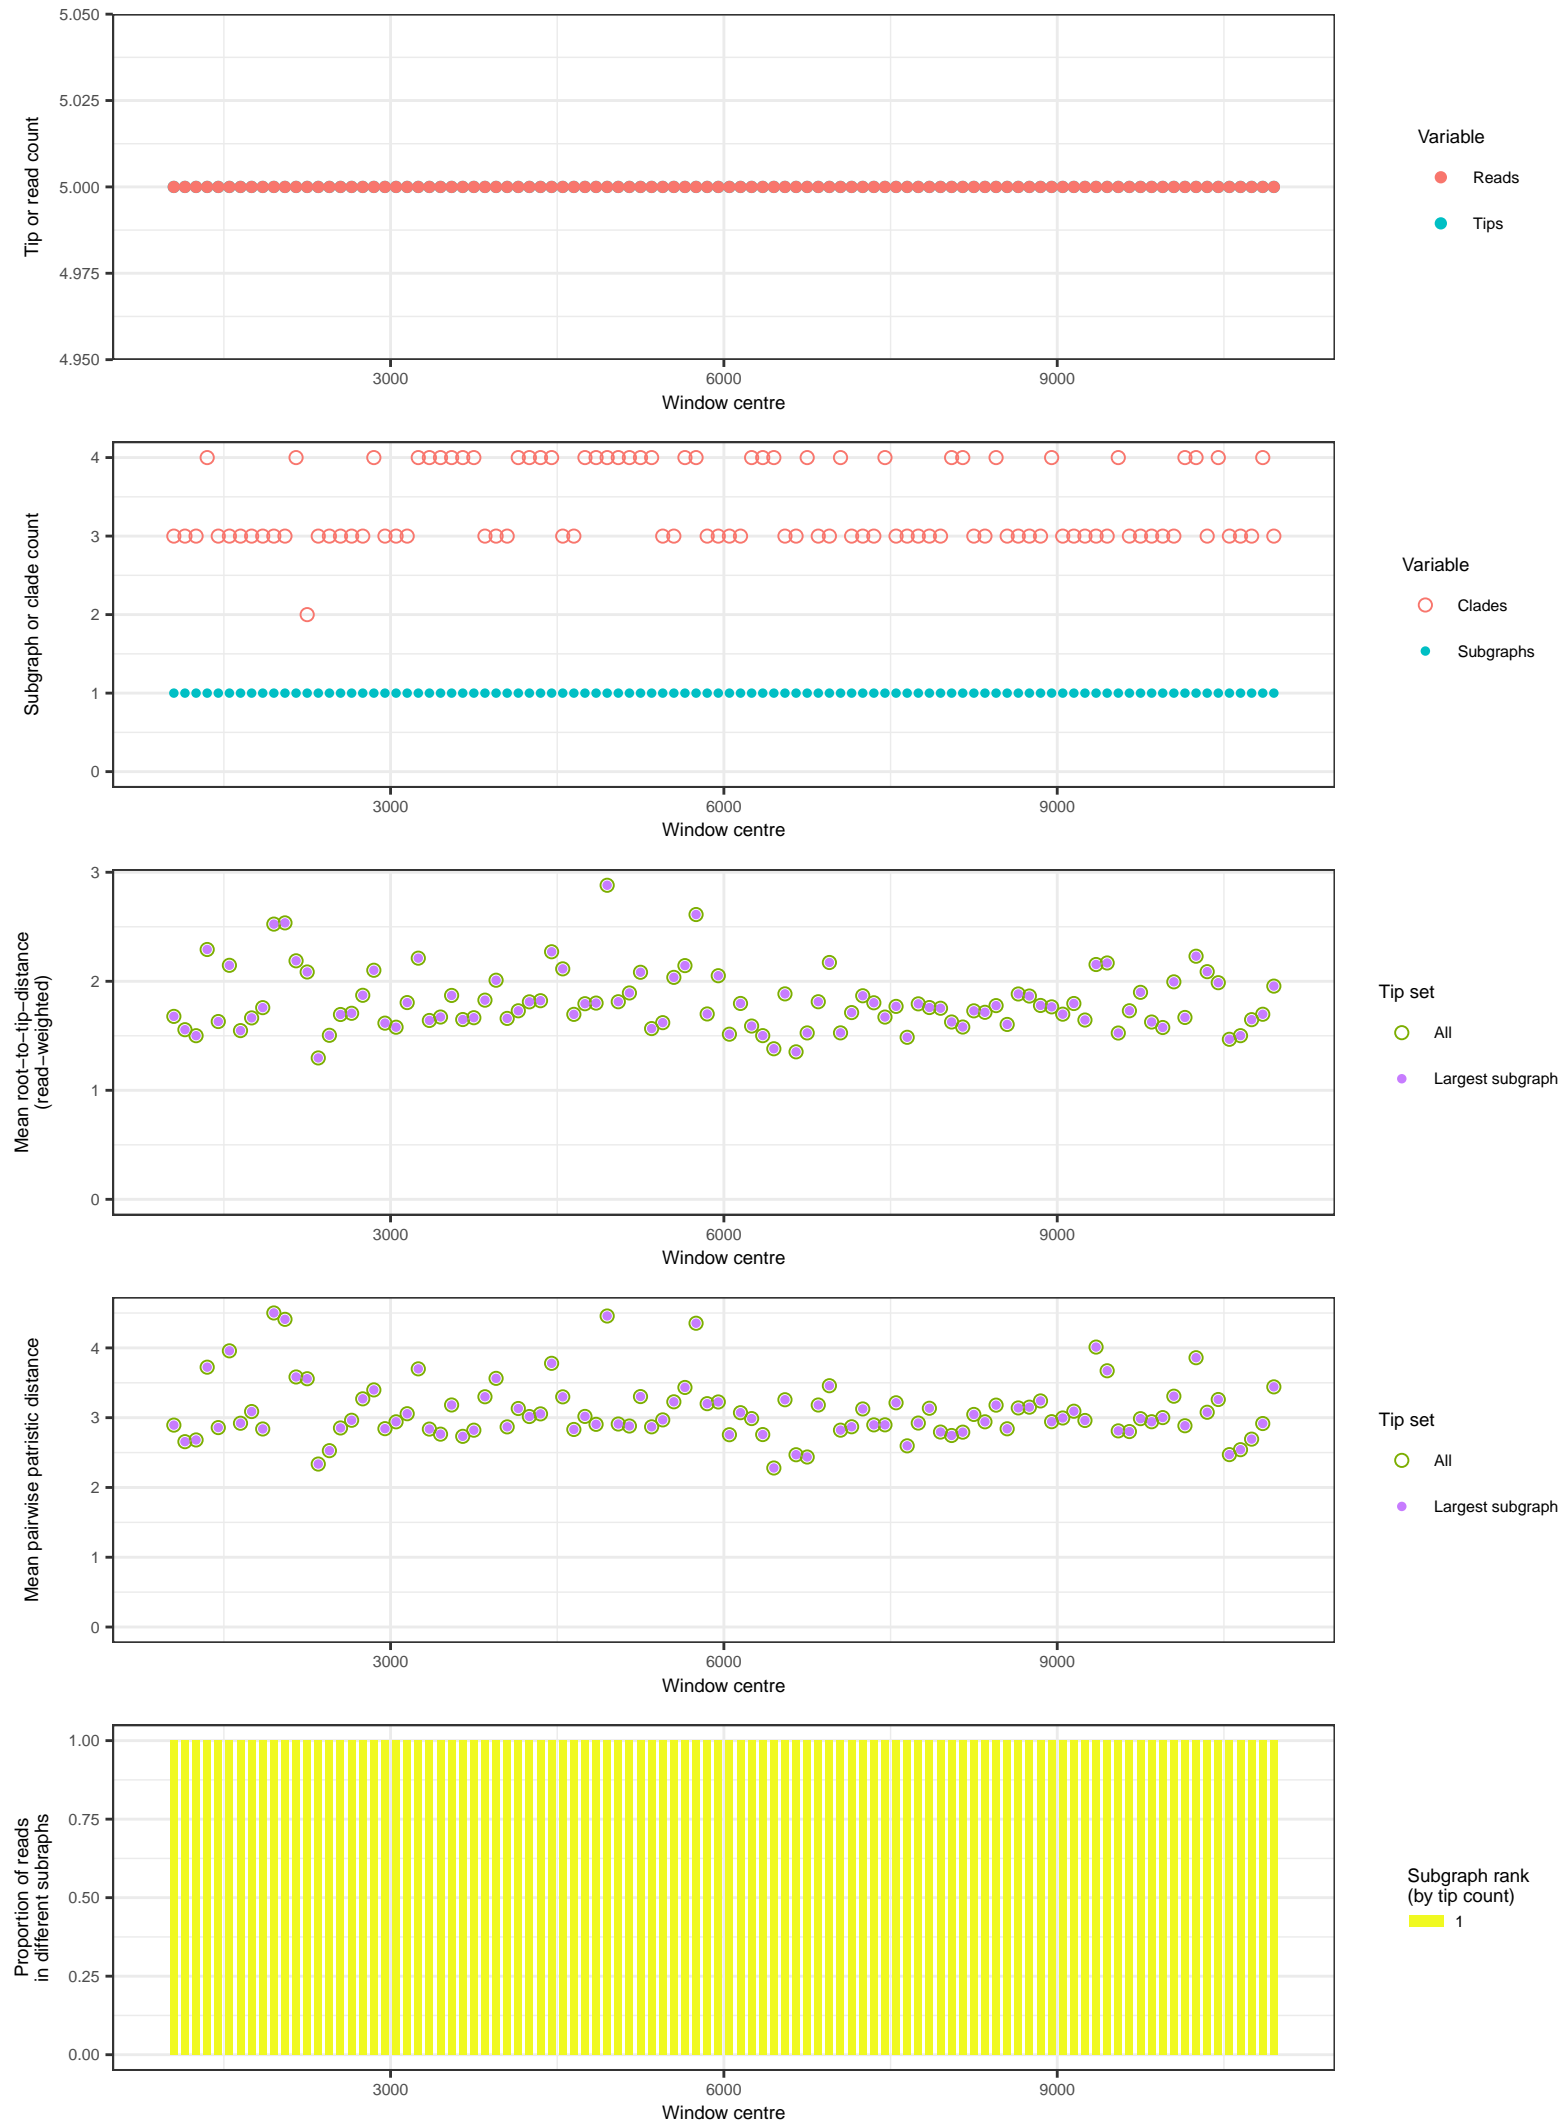 5.050
5.025
5.000
4.975
4.950
Tip or read count
3000
6000
9000
Window centre
Variable
Reads
Tips
4
3
2
1
0
Subgraph or clade count
3000
6000
9000
Window centre
Variable
Clades
Subgraphs
3
2
1
0
Mean root−to−tip−distance
(read−weighted)
3000
6000
9000
Window centre
Tip set
All
Largest subgraph
4
3
2
1
0
Mean pairwise patristic distance
3000
6000
9000
Window centre
Tip set
All
Largest subgraph
1.00
0.75
0.50
0.25
0.00
Proportion of reads
in different subraphs
3000
6000
9000
Window centre
Subgraph rank
(by tip count)
1